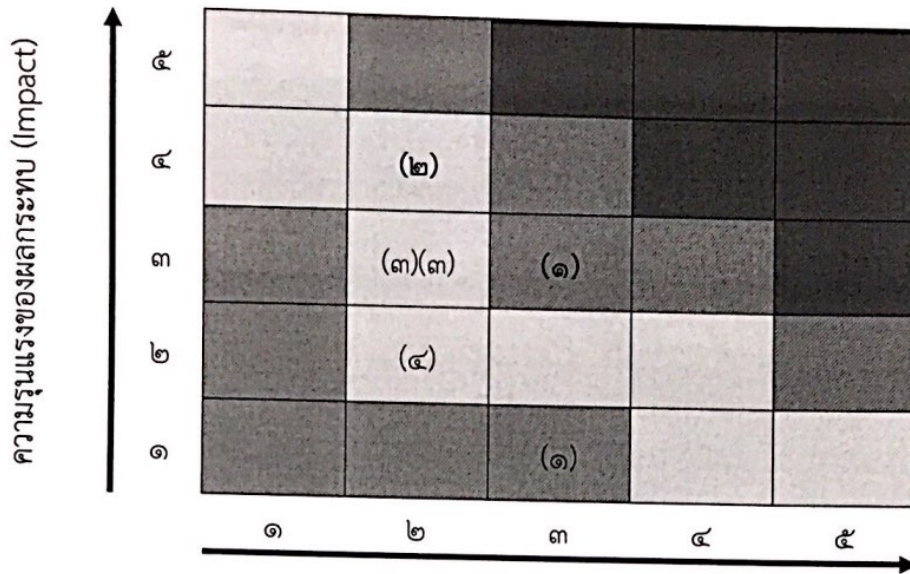 ความรุนแรงของผลกระทบ (Impact)
๕
๔ (๒)
๓ (๓)(๓) (๑)
๒ (๔)
๑ (๑)
๑ ๒ ๓ ๔ ๕